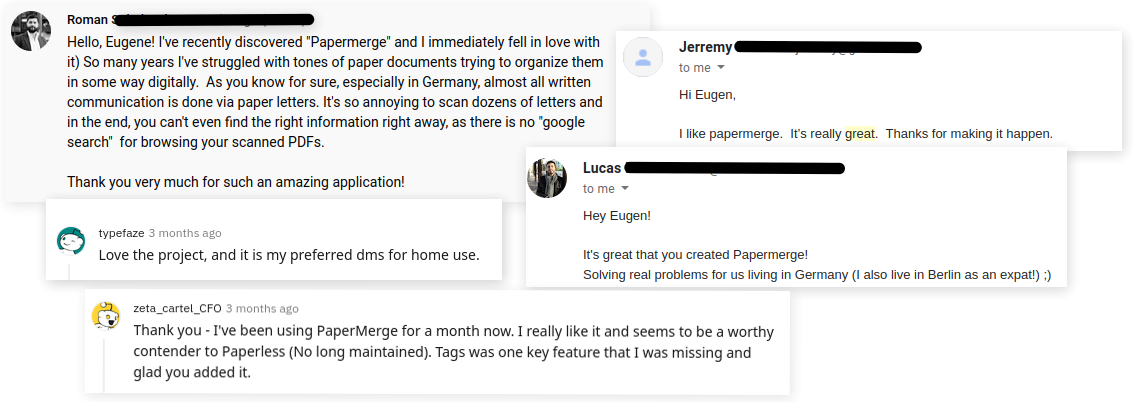 Roman
Hello, Eugene! I've recently discovered "Papermerge" and I immediately fell in love with
it) So many years I've struggled with tones of paper documents trying to organize them
in some way digitally. As you know for sure, especially in Germany, almost all written
communication is done via paper letters. It's so annoying to scan dozens of letters and
in the end, you can't even find the right information right away, as there is no "google
search" for browsing your scanned PDFs.
Thank you very much for such an amazing application!
Jerremy
to me
Hi Eugen,
I like papermerge. It's really great. Thanks for making it happen.
Lucas
to me
Hey Eugen!
It's great that you created Papermerge!
Solving real problems for us living in Germany (I also live in Berlin as an expat!) ;)
typefaze 3 months ago
Love the project, and it is my preferred dms for home use.
zeta_cartel_CFO 3 months ago
Thank you - I've been using PaperMerge for a month now. I really like it and seems to be a worthy
contender to Paperless (No long maintained). Tags was one key feature that I was missing and
glad you added it.